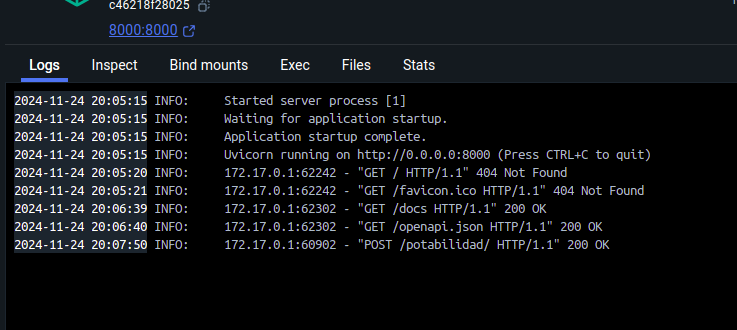 c46218f28025
8000:8000
Logs Inspect Bind mounts Exec Files Stats
2024-11-24 20:05:15 INFO: Started server process [1]
2024-11-24 20:05:15 INFO: Waiting for application startup.
2024-11-24 20:05:15 INFO: Application startup complete.
2024-11-24 20:05:15 INFO: Uvicorn running on http://0.0.0.0:8000 (Press CTRL+C to quit)
2024-11-24 20:05:20 INFO: 172.17.0.1:62242 - "GET / HTTP/1.1" 404 Not Found
2024-11-24 20:05:21 INFO: 172.17.0.1:62242 - "GET /favicon.ico HTTP/1.1" 404 Not Found
2024-11-24 20:06:39 INFO: 172.17.0.1:62302 - "GET /docs HTTP/1.1" 200 OK
2024-11-24 20:06:40 INFO: 172.17.0.1:62302 - "GET /openapi.json HTTP/1.1" 200 OK
2024-11-24 20:07:50 INFO: 172.17.0.1:60902 - "POST /potabilidad/ HTTP/1.1" 200 OK